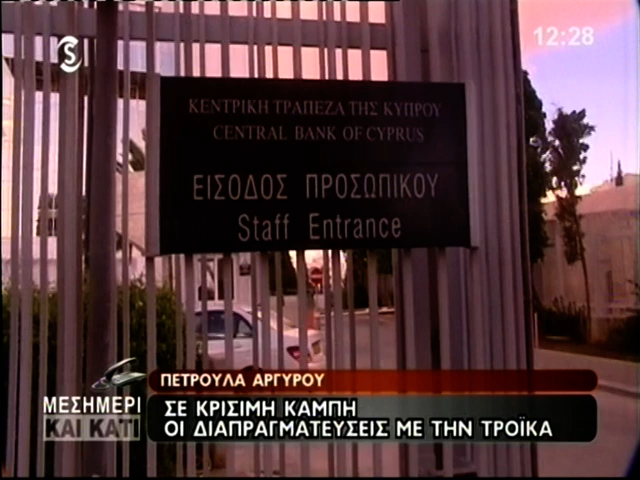 S
12:28
ΚΕΝΤΡΙΚΗ ΤΡΑΠΕΖΑ ΤΗΣ ΚΥΠΡΟΥ
CENTRAL BANK OF CYPRUS
ΕΙΣΟΔΟΣ ΠΡΟΣΩΠΙΚΟΥ
Staff Entrance
ΠΕΤΡΟΥΛΑ ΑΡΓΥΡΟΥ
ΜΕΣΗΜΕΡΙ
ΚΑΙ ΚΑΤΙ
ΣΕ ΚΡΙΣΙΜΗ ΚΑΜΠΗ
ΟΙ ΔΙΑΠΡΑΓΜΑΤΕΥΣΕΙΣ ΜΕ ΤΗΝ ΤΡΟΪΚΑ